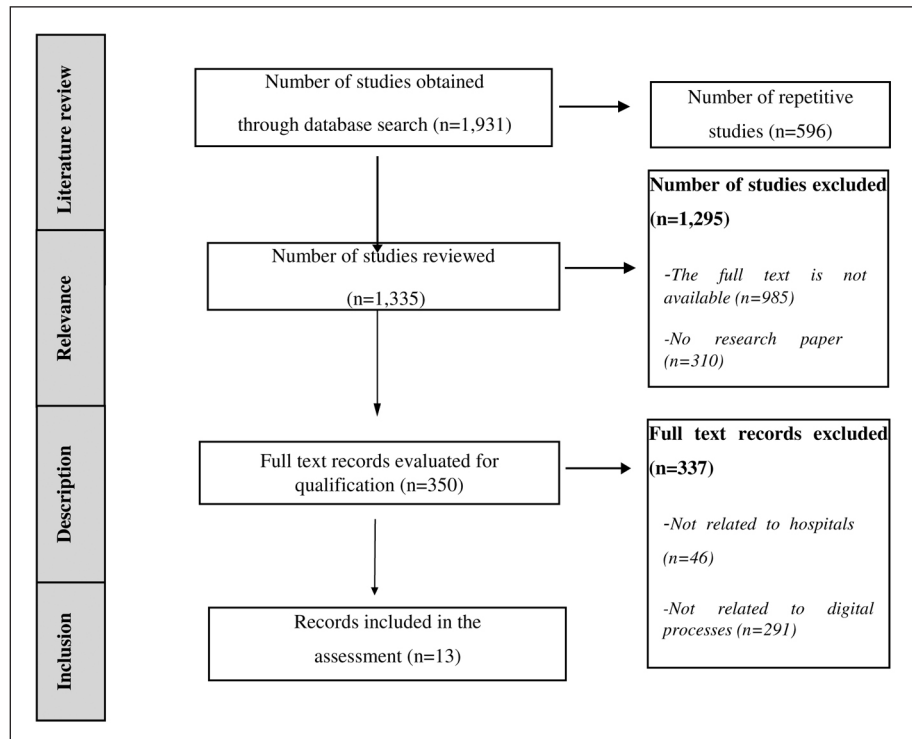 Literature review
Number of studies obtained
through database search (n=1,931)
Number of repetitive
studies (n=596)
Number of studies excluded
(n=1,295)
-The full text is not
available (n=985)
-No research paper
(n=310)
Relevance
Number of studies reviewed
(n=1,335)
Description
Full text records evaluated for
qualification (n=350)
Full text records excluded
(n=337)
-Not related to hospitals
(n=46)
-Not related to digital
processes (n=291)
Inclusion
Records included in the
assessment (n=13)